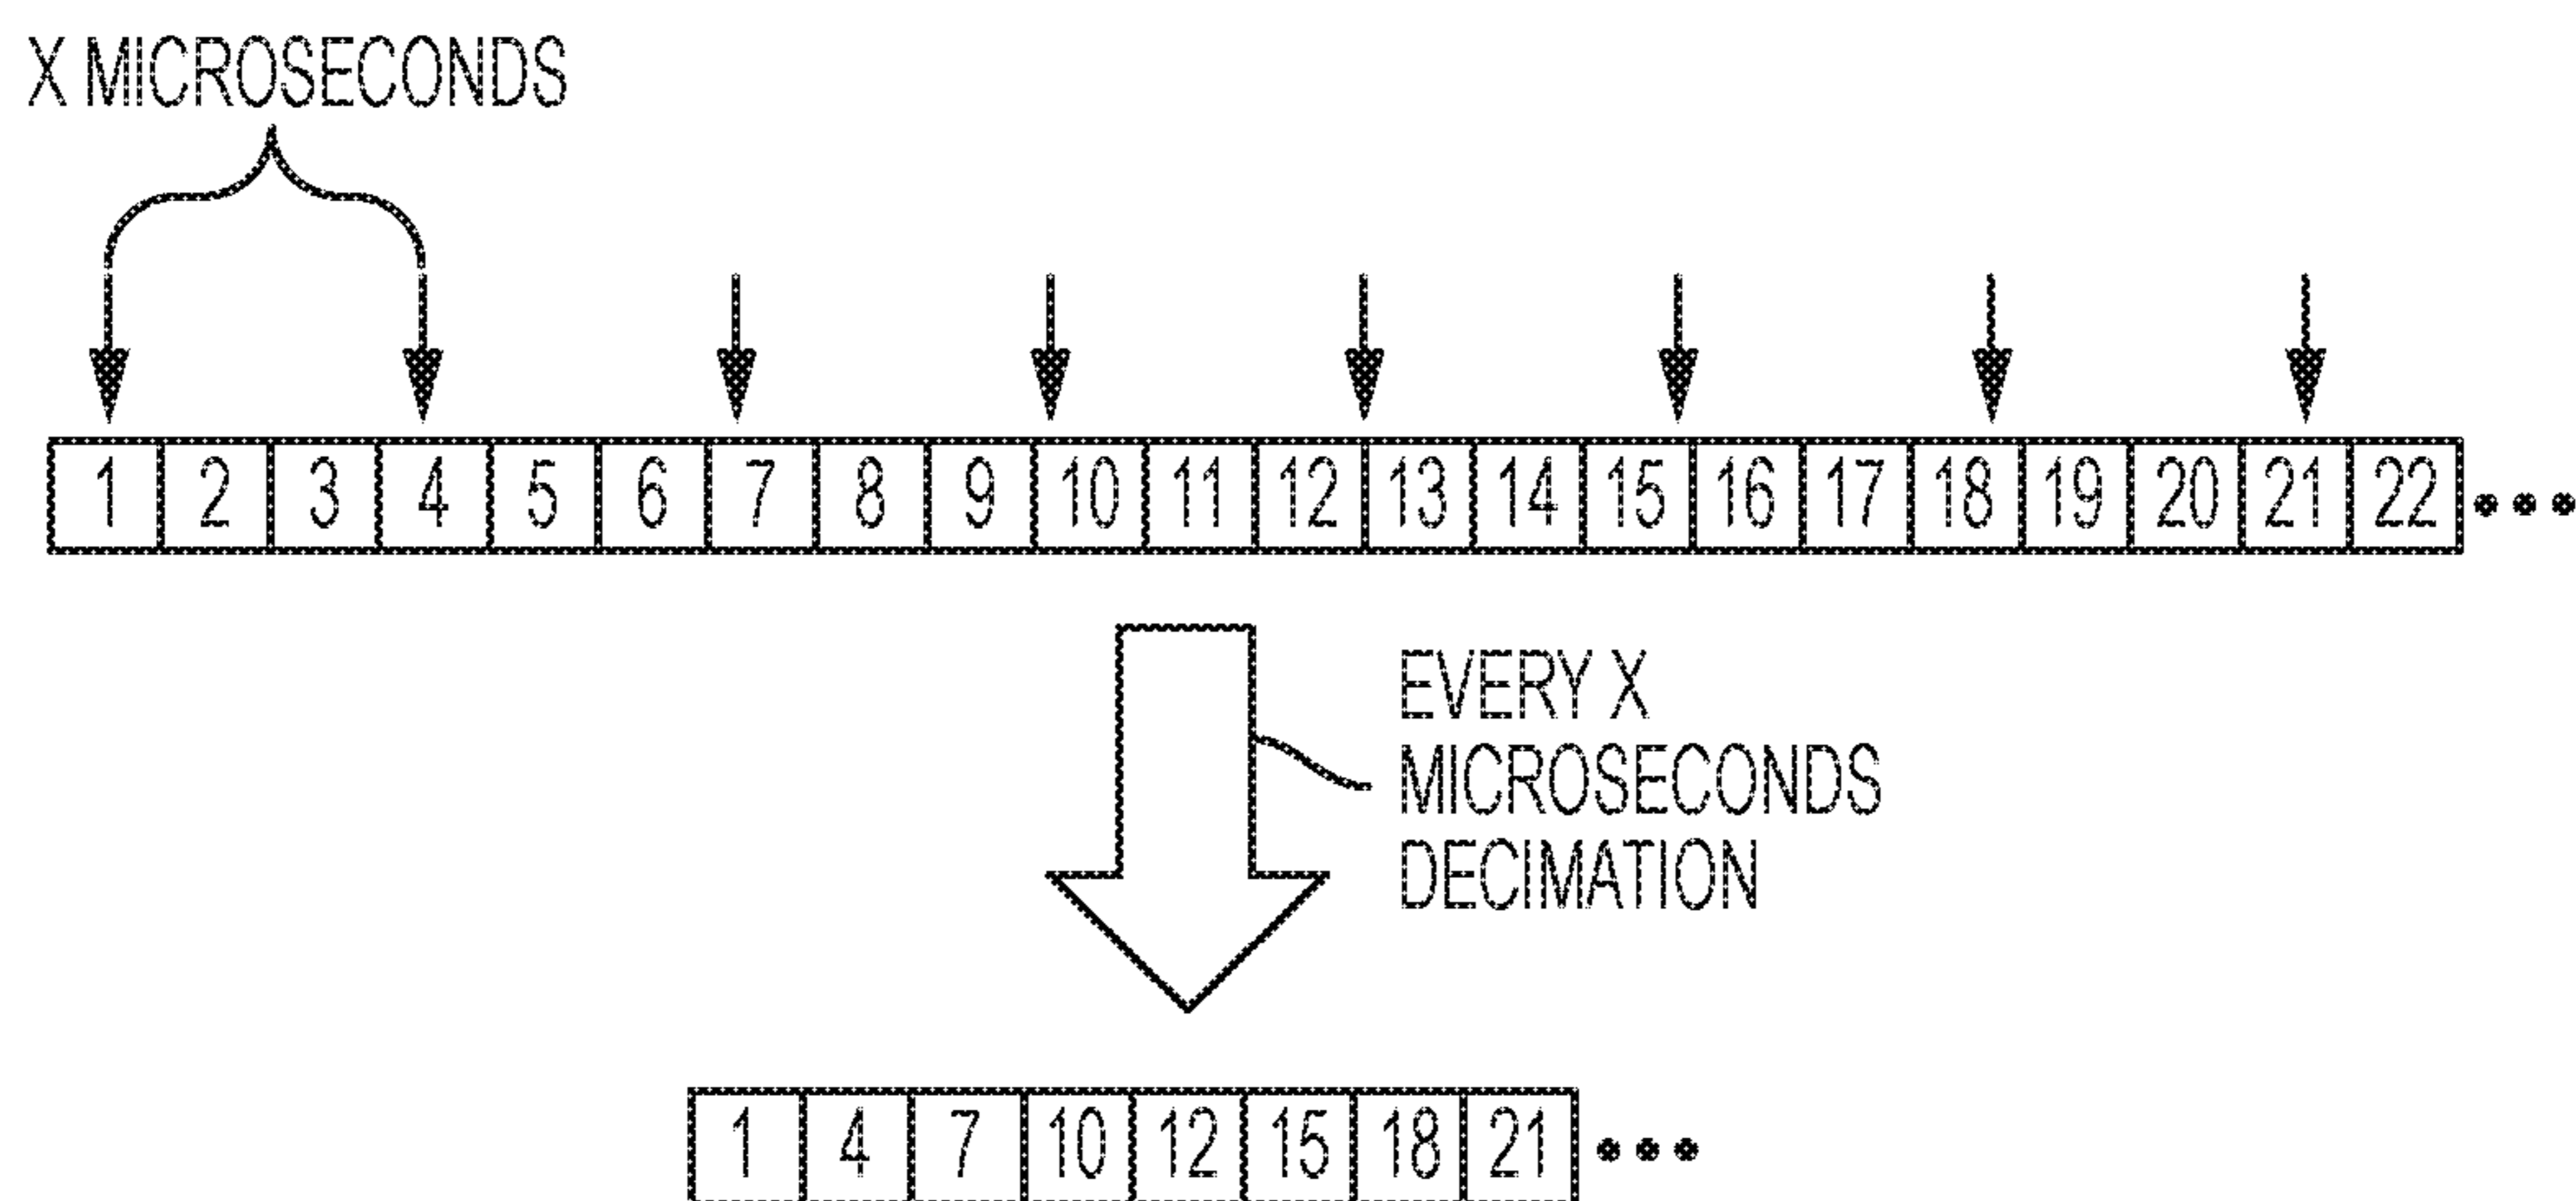 X MICROSECONDS
1 2 3 4 5 6 7 8 9 10 11 12 13 14 15 16 17 18 19 20 21 22 •••
EVERY X
MICROSECONDS
DECIMATION
1 4 7 10 12 15 18 21 •••